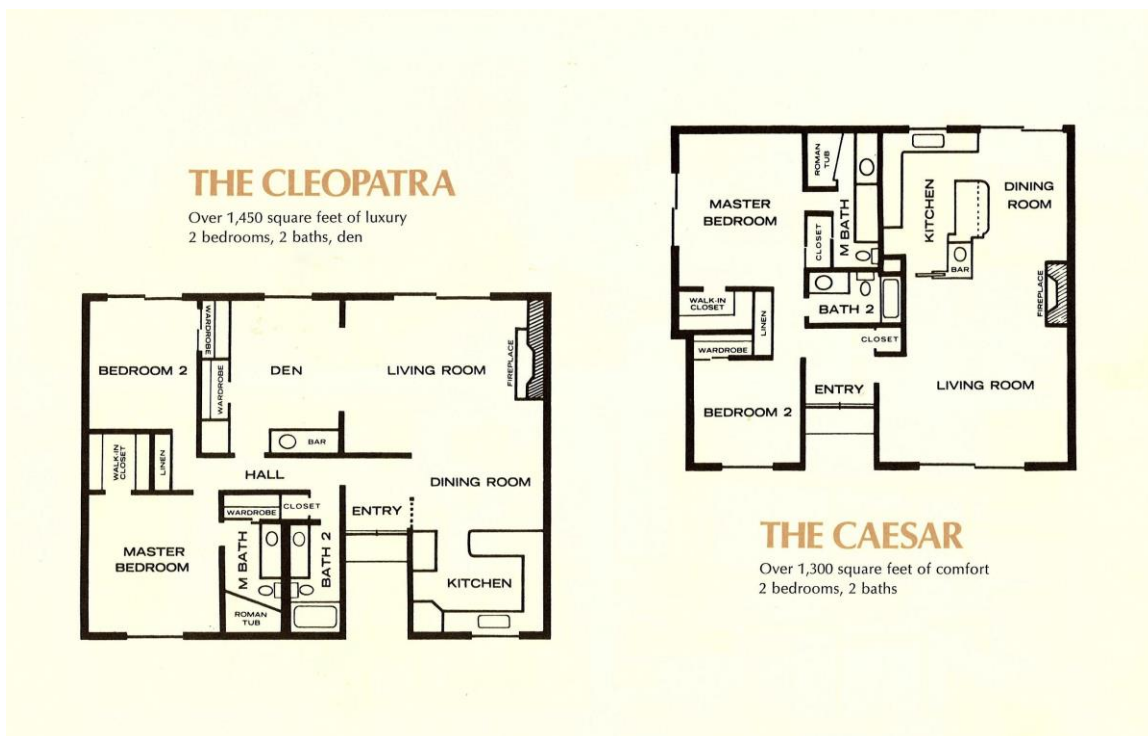 THE CLEOPATRA
Over 1,450 square feet of luxury
2 bedrooms, 2 baths, den
BEDROOM 2
WARDROBE
WARDROBE
DEN
LIVING ROOM
FIREPLACE
WALK-IN
CLOSET
LINEN
BAR
HALL
DINING ROOM
WARDROBE
CLOSET
ENTRY
MASTER
BEDROOM
M BATH
BATH 2
KITCHEN
ROMAN
TUB
MASTER
BEDROOM
ROMAN
TUB
M BATH
CLOSET
KITCHEN
DINING
ROOM
BAR
FIREPLACE
WALK-IN
CLOSET
LINEN
BATH 2
CLOSET
WARDROBE
BEDROOM 2
ENTRY
LIVING ROOM
THE CAESAR
Over 1,300 square feet of comfort
2 bedrooms, 2 baths